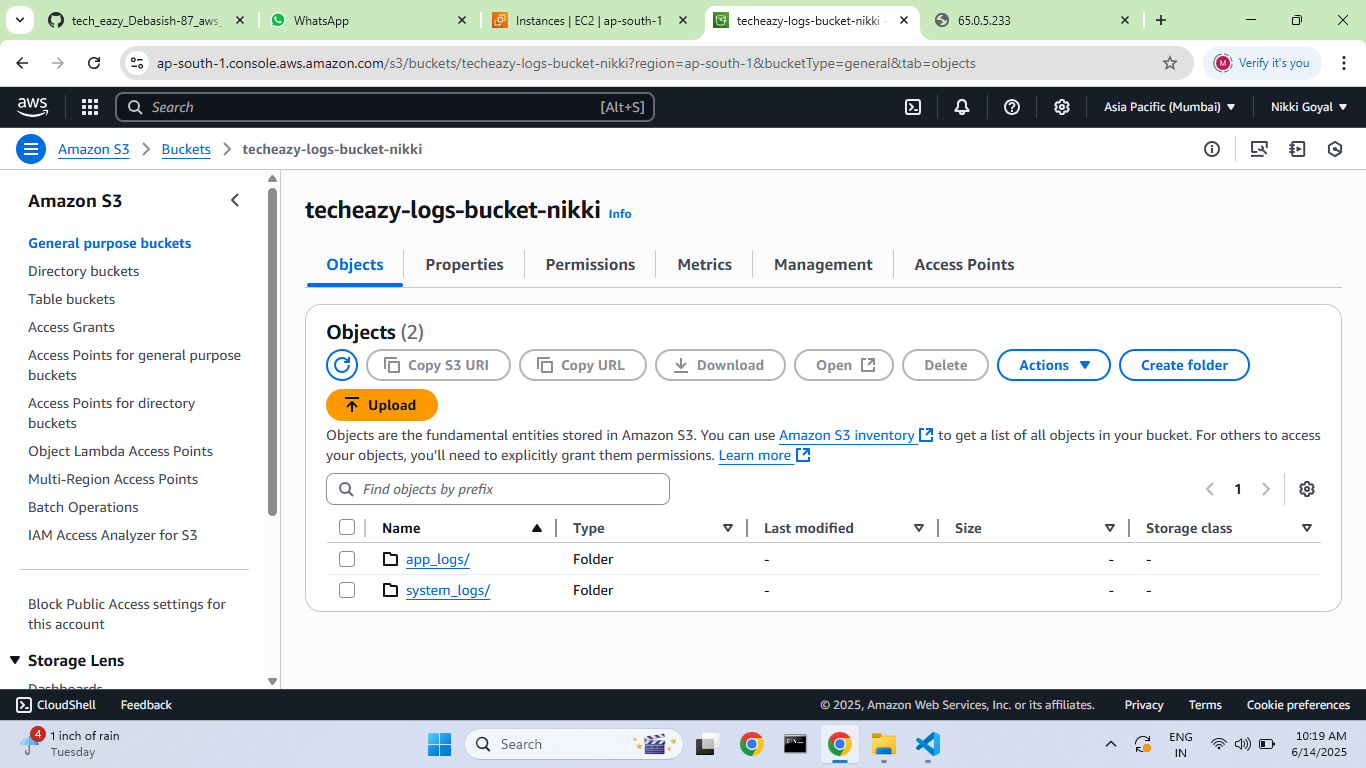 tech_eazy_Debasish-87_aws_
WhatsApp
Instances | EC2 | ap-south-1
techeazy-logs-bucket-nikki -
65.0.5.233
ap-south-1.console.aws.amazon.com/s3/buckets/techeazy-logs-bucket-nikki?region=ap-south-1&bucketType=general&tab=objects
M
Verify it's you
aws
Search
[Alt+S]
Asia Pacific (Mumbai)
Nikki Goyal
Amazon S3
Buckets
techeazy-logs-bucket-nikki
Amazon S3
General purpose buckets
Directory buckets
Table buckets
Access Grants
Access Points for general purpose
buckets
Access Points for directory
buckets
Object Lambda Access Points
Multi-Region Access Points
Batch Operations
IAM Access Analyzer for S3
Block Public Access settings for
this account
Storage Lens
Dashboards
techeazy-logs-bucket-nikki Info
Objects
Properties
Permissions
Metrics
Management
Access Points
Objects (2)
Copy S3 URI
Copy URL
Download
Open
Delete
Actions
Create folder
Upload
Objects are the fundamental entities stored in Amazon S3. You can use Amazon S3 inventory to get a list of all objects in your bucket. For others to access
your objects, you’ll need to explicitly grant them permissions. Learn more
Find objects by prefix
1
Name Type Last modified Size Storage class
app_logs/ Folder - - -
system_logs/ Folder - - -
CloudShell
Feedback
© 2025, Amazon Web Services, Inc. or its affiliates.
Privacy
Terms
Cookie preferences
4
1 inch of rain
Tuesday
Search
ENG
IN
10:19 AM
6/14/2025